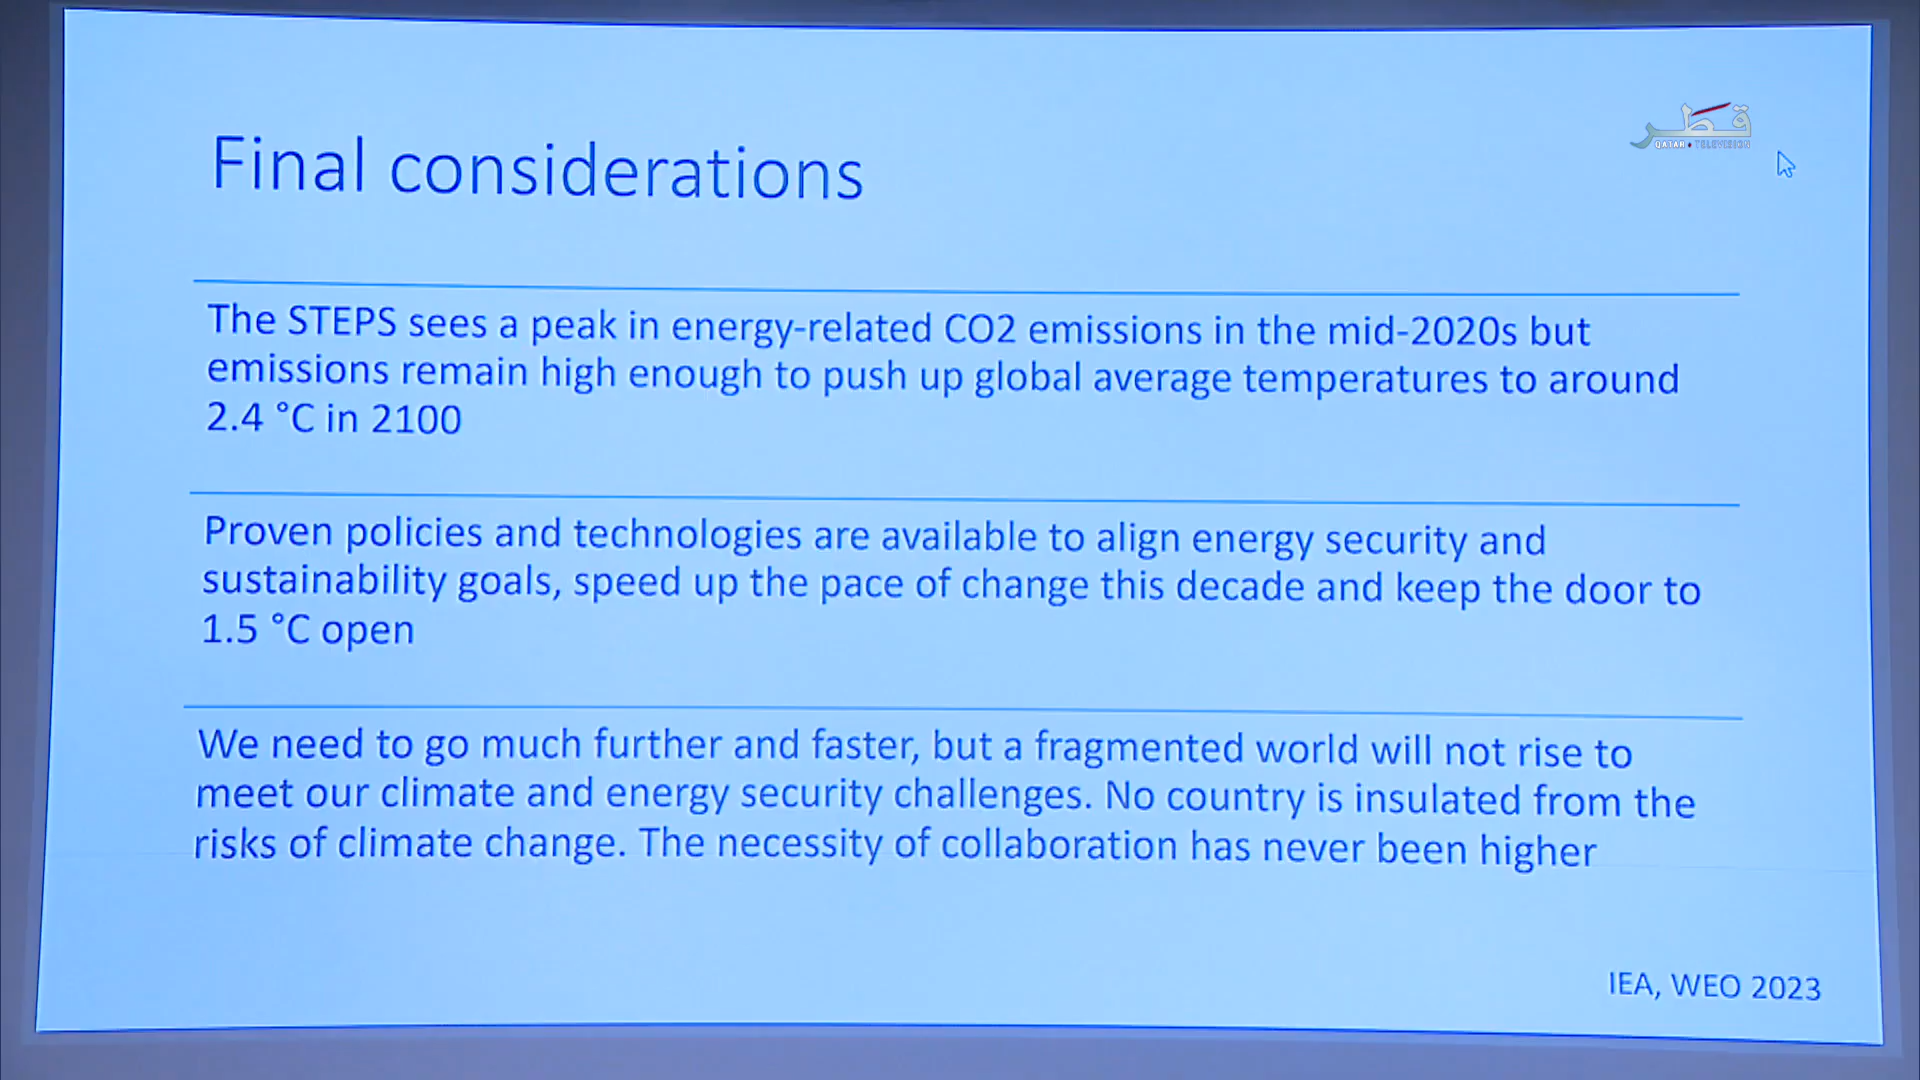 قطر
QATAR TELEVISION
Final considerations
The STEPS sees a peak in energy-related CO2 emissions in the mid-2020s but
emissions remain high enough to push up global average temperatures to around
2.4 °C in 2100
Proven policies and technologies are available to align energy security and
sustainability goals, speed up the pace of change this decade and keep the door to
1.5 °C open
We need to go much further and faster, but a fragmented world will not rise to
meet our climate and energy security challenges. No country is insulated from the
risks of climate change. The necessity of collaboration has never been higher
IEA, WEO 2023